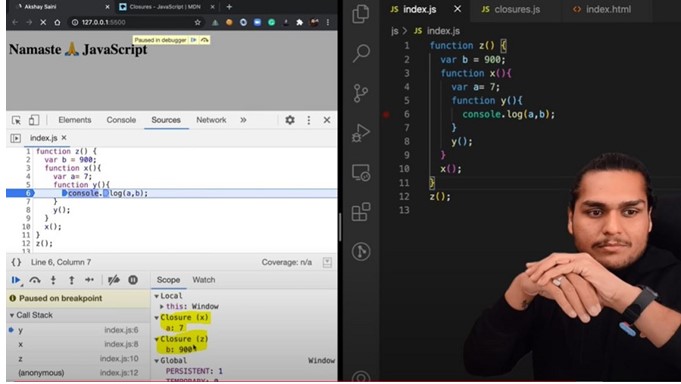 Akshay Saini
Closures - JavaScript | MDN
127.0.0.1:5500
Paused in debugger
Namaste 🙏 JavaScript
Elements Console Sources Network »
index.js ×
1 function z() {
2 var b = 900;
3 function x(){
4 var a= 7;
5 function y(){
6 console.log(a,b);
7 }
8 y();
9 }
10 x();
11 }
12 z();
{} Line 6, Column 7 Coverage: n/a
Scope Watch
Paused on breakpoint
Call Stack
y index.js:6
x index.js:8
z index.js:10
(anonymous) index.js:12
Local
this: Window
Closure (x)
a: 7
Closure (z)
b: 900
Global Window
PERSISTENT: 1
index.js × closures.js index.html
js > index.js
1 function z() {
2 var b = 900;
3 function x(){
4 var a= 7;
5 function y(){
6 console.log(a,b);
7 }
8 y();
9 }
10 x();
11 }
12 z();
13